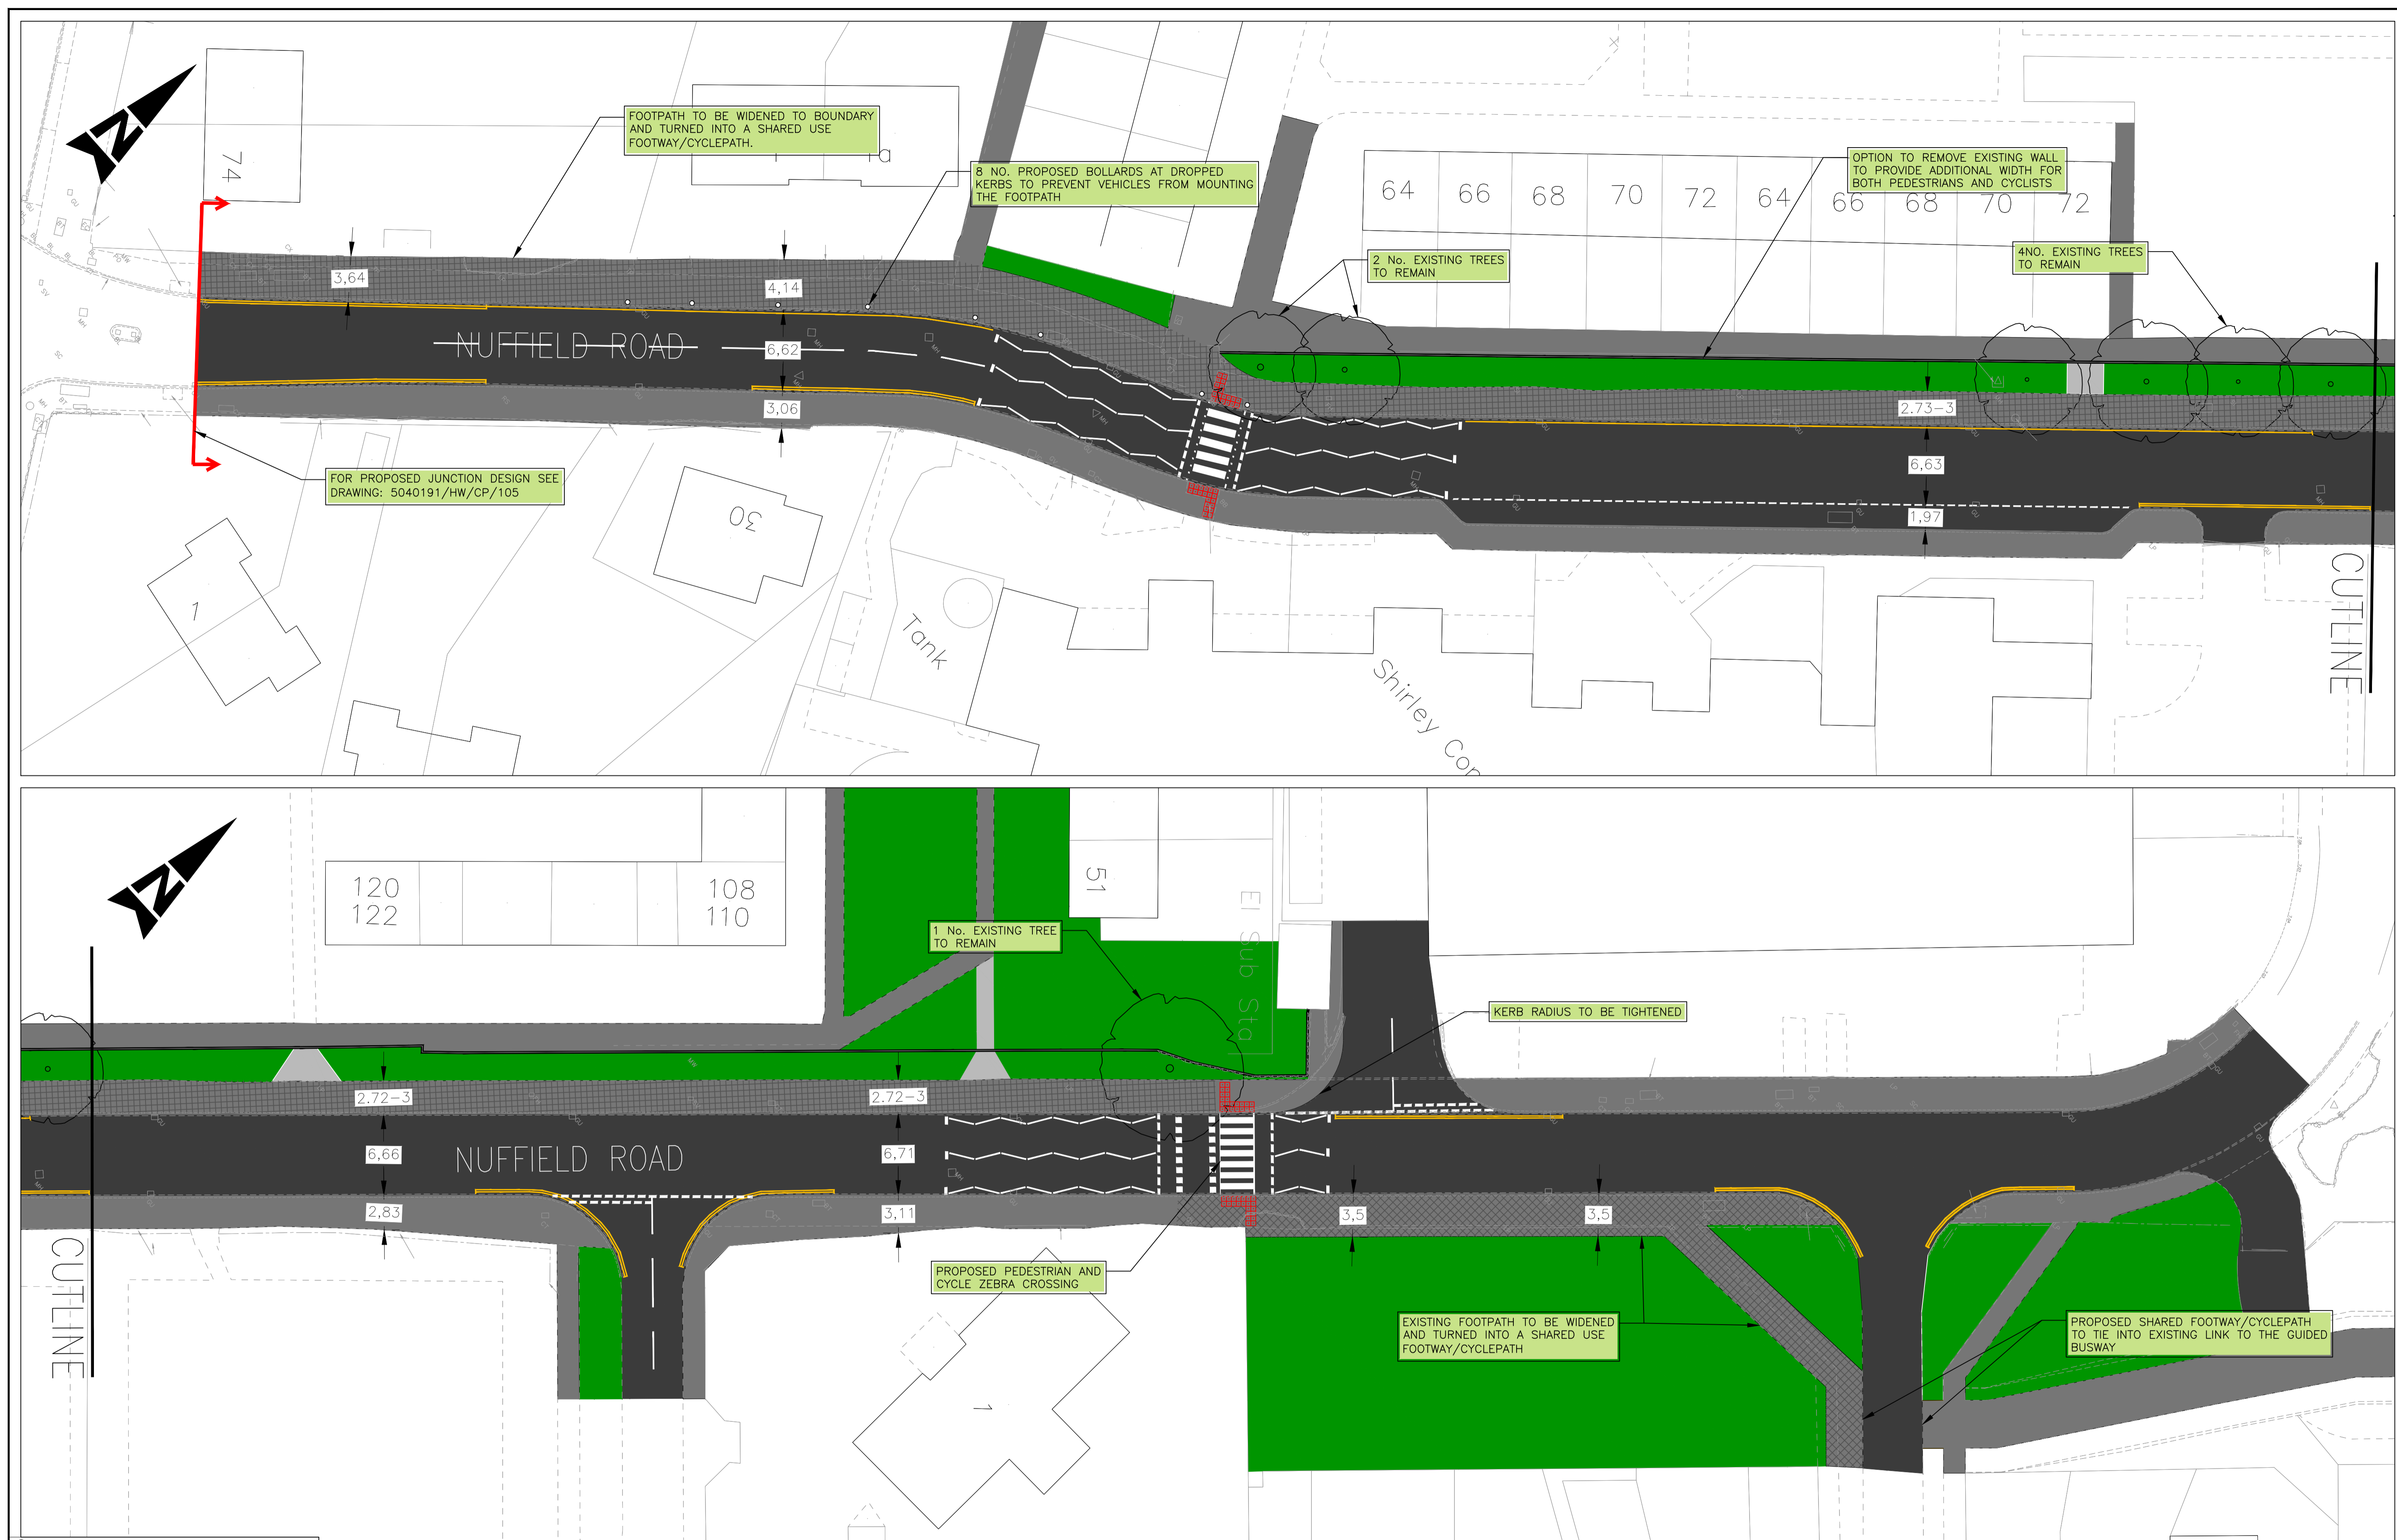 74
FOOTPATH TO BE WIDENED TO BOUNDARY
AND TURNED INTO A SHARED USE
FOOTWAY/CYCLEPATH.
8 NO. PROPOSED BOLLARDS AT DROPPED
KERBS TO PREVENT VEHICLES FROM MOUNTING
THE FOOTPATH
64 66 68 70 72 64 66 68 70 72
OPTION TO REMOVE EXISTING WALL
TO PROVIDE ADDITIONAL WIDTH FOR
BOTH PEDESTRIANS AND CYCLISTS
2 No. EXISTING TREES
TO REMAIN
4NO. EXISTING TREES
TO REMAIN
3,64
4,14
NUFFIELD ROAD
6,62
3,06
2.73-3
6,63
1,97
FOR PROPOSED JUNCTION DESIGN SEE
DRAWING: 5040191/HW/CP/105
1
30
Tank
Shirley Cor
CUTLINE
N
120
122
108
110
51
El Sub Sta
1 No. EXISTING TREE
TO REMAIN
KERB RADIUS TO BE TIGHTENED
2.72-3
2.72-3
NUFFIELD ROAD
6,66
6,71
2,83
3,11
3,5
3,5
CUTLINE
PROPOSED PEDESTRIAN AND
CYCLE ZEBRA CROSSING
1
EXISTING FOOTPATH TO BE WIDENED
AND TURNED INTO A SHARED USE
FOOTWAY/CYCLEPATH
PROPOSED SHARED FOOTWAY/CYCLEPATH
TO TIE INTO EXISTING LINK TO THE GUIDED
BUSWAY
N